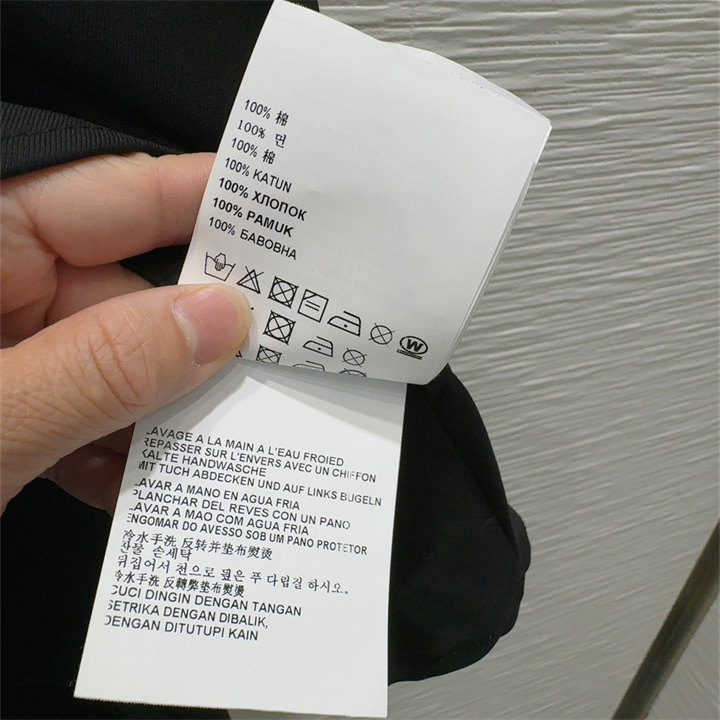 100% 棉
100% 면
100% 棉
100% KATUN
100% ХЛОПОК
100% PAMUK
100% БАВОВНА
W
LAVAGE A LA MAIN A L'EAU FROIED
REPASSER SUR L'ENVERS AVEC UN CHIFFON
KALTE HANDWASCHE
MIT TUCH ABDECKEN UND AUF LINKS BUGELN
LAVAR A MANO EN AGUA FRIA
PLANCHAR DEL REVES CON UN PANO
LAVAR A MAO COM AGUA FRIA
ENGOMAR DO AVESSO SOB UM PANO PROTETOR
冷水手洗 反转并垫布熨烫
찬물 손세탁
뒤집어서 천으로 덮은 후 다림질 하시오.
冷水手洗 反轉弊墊布熨燙
CUCI DINGIN DENGAN TANGAN
SETRIKA DENGAN DIBALIK,
DENGAN DITUTUPI KAIN